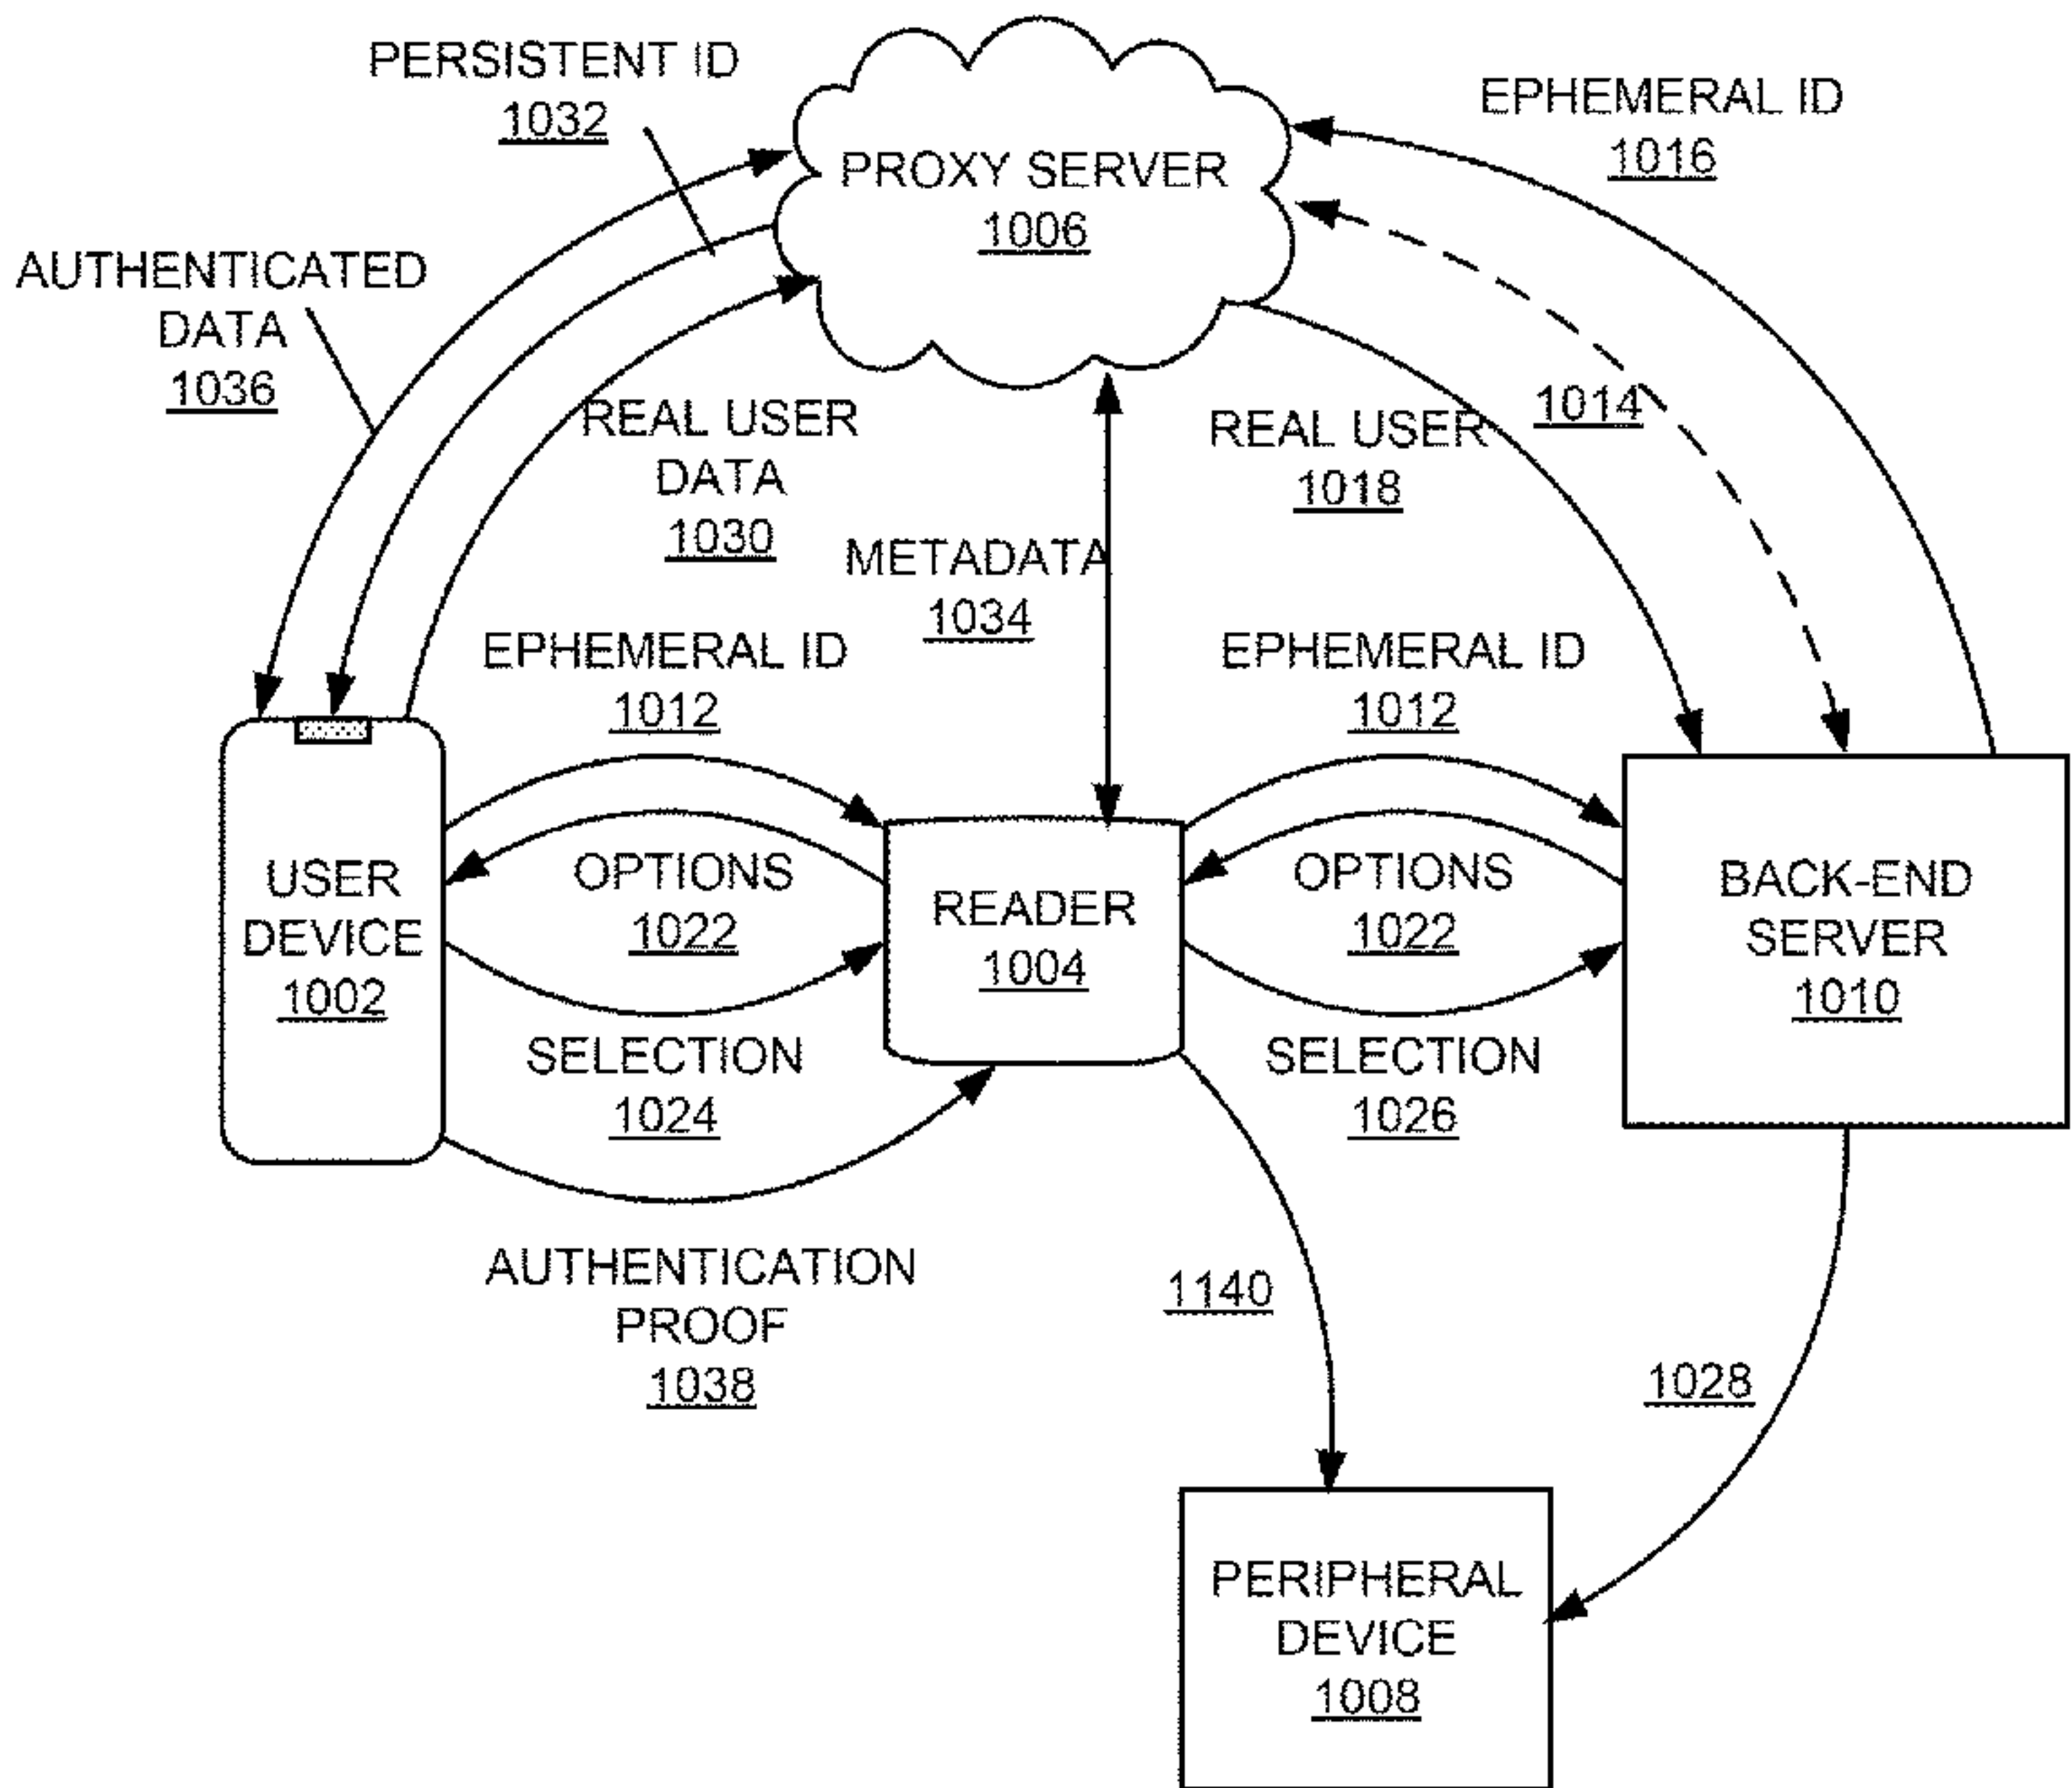 PERSISTENT ID
1032
EPHEMERAL ID
1016
PROXY SERVER
1006
AUTHENTICATED
DATA
1036
REAL USER
DATA
1030
REAL USER
1018
1014
METADATA
1034
EPHEMERAL ID
1012
EPHEMERAL ID
1012
USER
DEVICE
1002
OPTIONS
1022
READER
1004
OPTIONS
1022
BACK-END
SERVER
1010
SELECTION
1024
SELECTION
1026
AUTHENTICATION
PROOF
1038
1140
1028
PERIPHERAL
DEVICE
1008